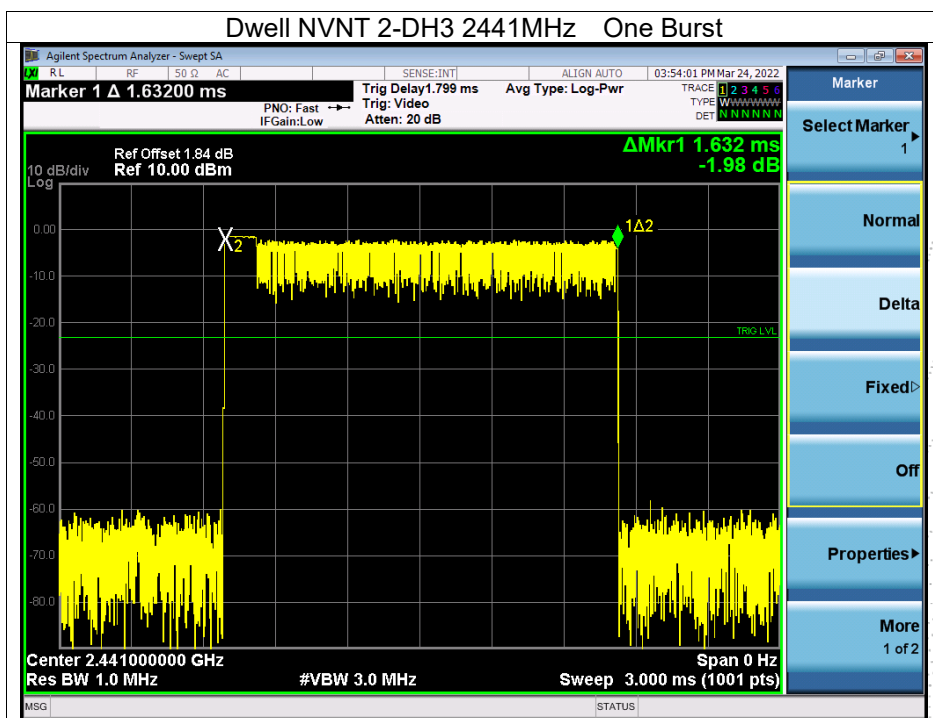 Dwell NVNT 2-DH3 2441MHz One Burst
Agilent Spectrum Analyzer - Swept SA
LXI RL RF 50 Ω AC SENSE:INT ALIGN AUTO 03:54:01 PM Mar 24, 2022
Marker 1 Δ 1.63200 ms
PNO: Fast
IFGain:Low
Trig Delay1.799 ms
Trig: Video
Atten: 20 dB
Avg Type: Log-Pwr
TRACE 1 2 3 4 5 6
TYPE WWWWWWW
DET N N N N N N
Marker
Select Marker
1
Normal
Delta
Fixed
Off
Properties
More
1 of 2
ΔMkr1 1.632 ms
-1.98 dB
Ref Offset 1.84 dB
10 dB/div Ref 10.00 dBm
Log
0.00
-10.0
-20.0
-30.0
-40.0
-50.0
-60.0
-70.0
-80.0
2
1Δ2
TRIG LVL
Center 2.441000000 GHz Span 0 Hz
Res BW 1.0 MHz #VBW 3.0 MHz Sweep 3.000 ms (1001 pts)
MSG STATUS